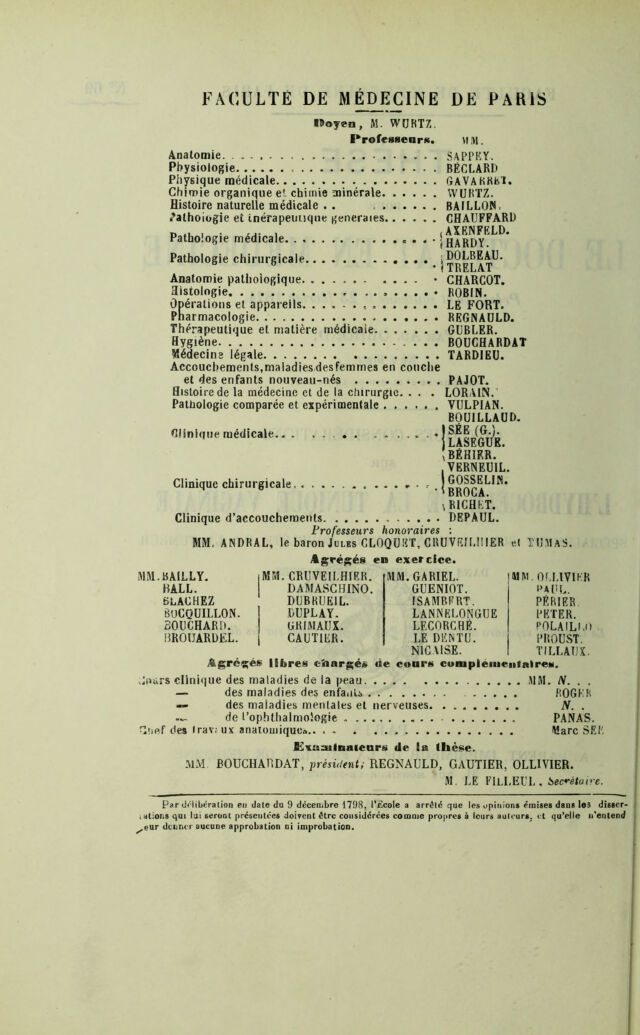 FACULTÉ DE MÉDECINE DE PARIS
Doyen, M. WURTZ.
Professeurs. MM.
Anatomie. . . . . . . . . . . . . . . . . . . . SAPPEY.
Physiologie. . . . . . . . . . . . . . . . . . . BÉCLARD
Physique médicale. . . . . . . . . . . . . . . . GAVARRET.
Chimie organique et chimie minérale. . . . . . WURTZ.
Histoire naturelle médicale . . . . . . . . . BAILLON.
Pathologie et thérapeutique générales. . . . . . CHAUFFARD
Pathologie médicale. . . . . . . . . . . . . . { AXENFELD.
HARDY.
Pathologie chirurgicale. . . . . . . . . . . . { DOLBEAU.
TRELAT
Anatomie pathologique. . . . . . . . . . . . CHARCOT.
Histologie. . . . . . . . . . . . . . . . . . . ROBIN.
Opérations et appareils. . . . . . . . . . . . . LE FORT.
Pharmacologie. . . . . . . . . . . . . . . . . . REGNAULD.
Thérapeutique et matière médicale. . . . . . . GUBLER.
Hygiène. . . . . . . . . . . . . . . . . . . . BOUCHARDAT
Médecine légale. . . . . . . . . . . . . . . . TARDIEU.
Accouchements, maladies des femmes en couche
et des enfants nouveau-nés . . . . . . . . . PAJOT.
Histoire de la médecine et de la chirurgie. . . . LORAIN.
Pathologie comparée et expérimentale . . . . . . VULPIAN.
BOUILLAUD.
Clinique médicale. . . . . . . . . . . . . { SÉE (G.).
LASEGUE.
BÉHIER.
VERNEUIL.
Clinique chirurgicale. . . . . . . . . . . . . { GOSSELIN.
BROCA.
RICHET.
Clinique d'accouchements. . . . . . . . . . . . DEPAUL.
Professeurs honoraires :
MM. ANDRAL, le baron JULES CLOQUET, CRUVEILHIER et DUMAS.
Agrégés en exercice.
MM. BAILLY. | MM. CRUVEILHIER. | MM. GARIEL. | MM. OLLIVIER
BALL. | DAMASCHINO. | GUENIOT. | PAUL.
BLACHEZ | DUBRUEIL. | ISAMBERT. | PÉRIER
BOCQUILLON. | DUPLAY. | LANNELONGUE | PETER.
BOUCHARD. | GRIMAUX. | LECORCHÉ. | POLAILLO
BROUARDEL. | CAUTIER. | LE DENTU. | PROUST.
NICAISE. | TILLAUX.
Agrégés libres chargés de cours complémentaires.
Cours clinique des maladies de la peau. . . . . . . . . . . . . . MM. N. . .
— des maladies des enfants . . . . . . . . . . . . . . ROGER
— des maladies mentales et nerveuses. . . . . . . . . N. .
— de l'ophthalmologie . . . . . . . . . . . . . . . . PANAS.
Chef des travaux anatomiques. . . . . . . . . . . . . . . . . . Marc SEE
Examinateurs de la thèse.
MM. BOUCHARDAT, président; REGNAULD, GAUTIER, OLLIVIER.
M. LE FILLEUL, Secrétaire.
Par délibération en date du 9 décembre 1798, l'École a arrêté que les opinions émises dans les disser-
tations qui lui seront présentées doivent être considérées comme propres à leurs auteurs, et qu'elle n'entend
leur donner aucune approbation ni improbation.